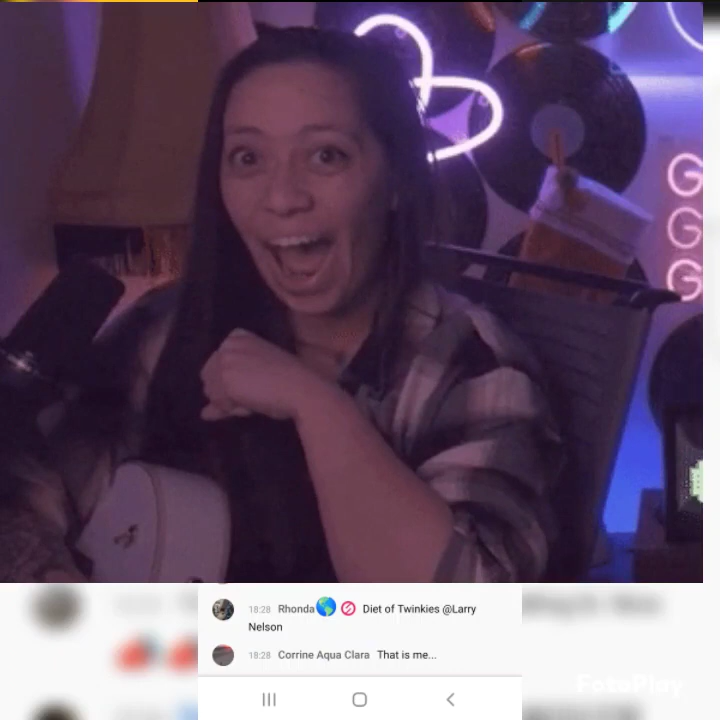 G
G
G
18:28 Rhonda🌎 Diet of Twinkies @Larry
Nelson
18:28 Corrine Aqua Clara That is me...
FotoPlay